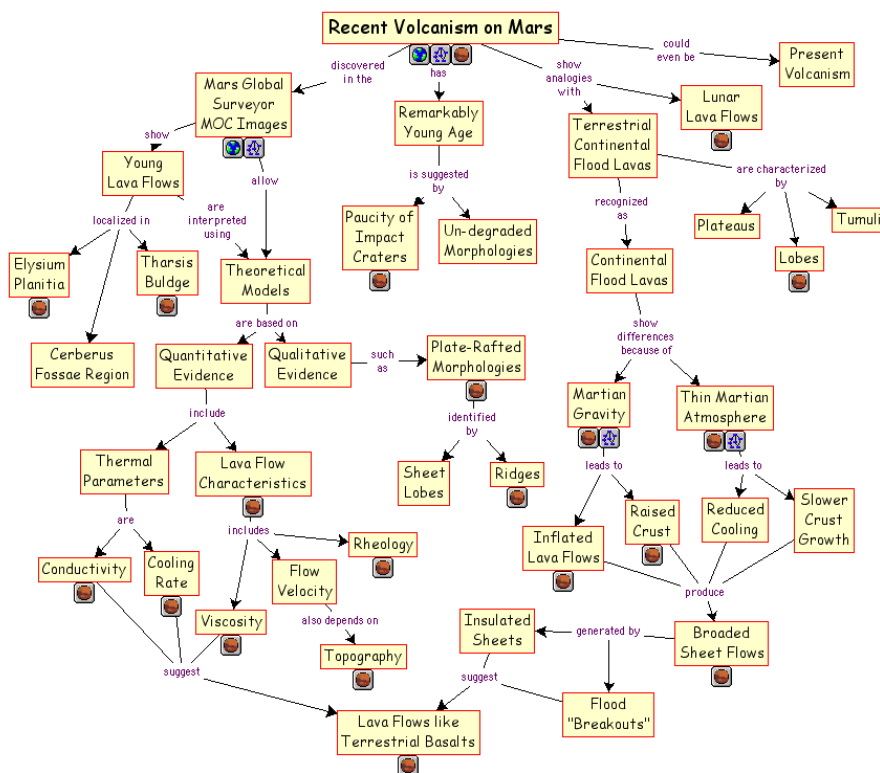 Recent Volcanism on Mars
could
even be
Present
Volcanism
discovered
in the
has
show
analogies
with
Mars Global
Surveyor
MOC Images
Remarkably
Young Age
Lunar
Lava Flows
Terrestrial
Continental
Flood Lavas
show
Young
Lava Flows
allow
is suggested
by
are characterized
by
are
interpreted
using
localized in
recognized
as
Paucity of
Impact
Craters
Un-degraded
Morphologies
Plateaus
Lobes
Tumuli
Elysium
Planitia
Tharsis
Buldge
Theoretical
Models
Continental
Flood Lavas
are based on
show
differences
because of
Cerberus
Fossae Region
Quantitative
Evidence
Qualitative
Evidence
such
as
Plate-Rafted
Morphologies
Martian
Gravity
Thin Martian
Atmosphere
include
identified
by
Thermal
Parameters
Lava Flow
Characteristics
Sheet
Lobes
Ridges
leads to
leads to
are
includes
Inflated
Lava Flows
Raised
Crust
Reduced
Cooling
Slower
Crust
Growth
Conductivity
Cooling
Rate
Viscosity
Flow
Velocity
Rheology
produce
also depends on
Topography
Insulated
Sheets
generated by
Broaded
Sheet Flows
suggest
suggest
Flood
"Breakouts"
Lava Flows like
Terrestrial Basalts